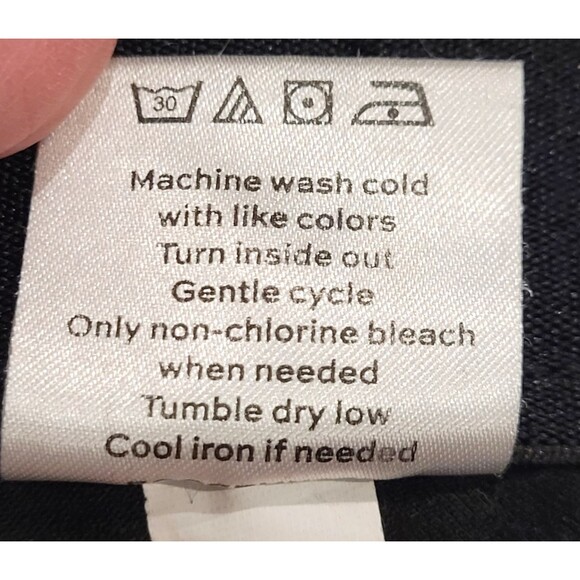 30
Machine wash cold
with like colors
Turn inside out
Gentle cycle
Only non-chlorine bleach
when needed
Tumble dry low
Cool iron if needed